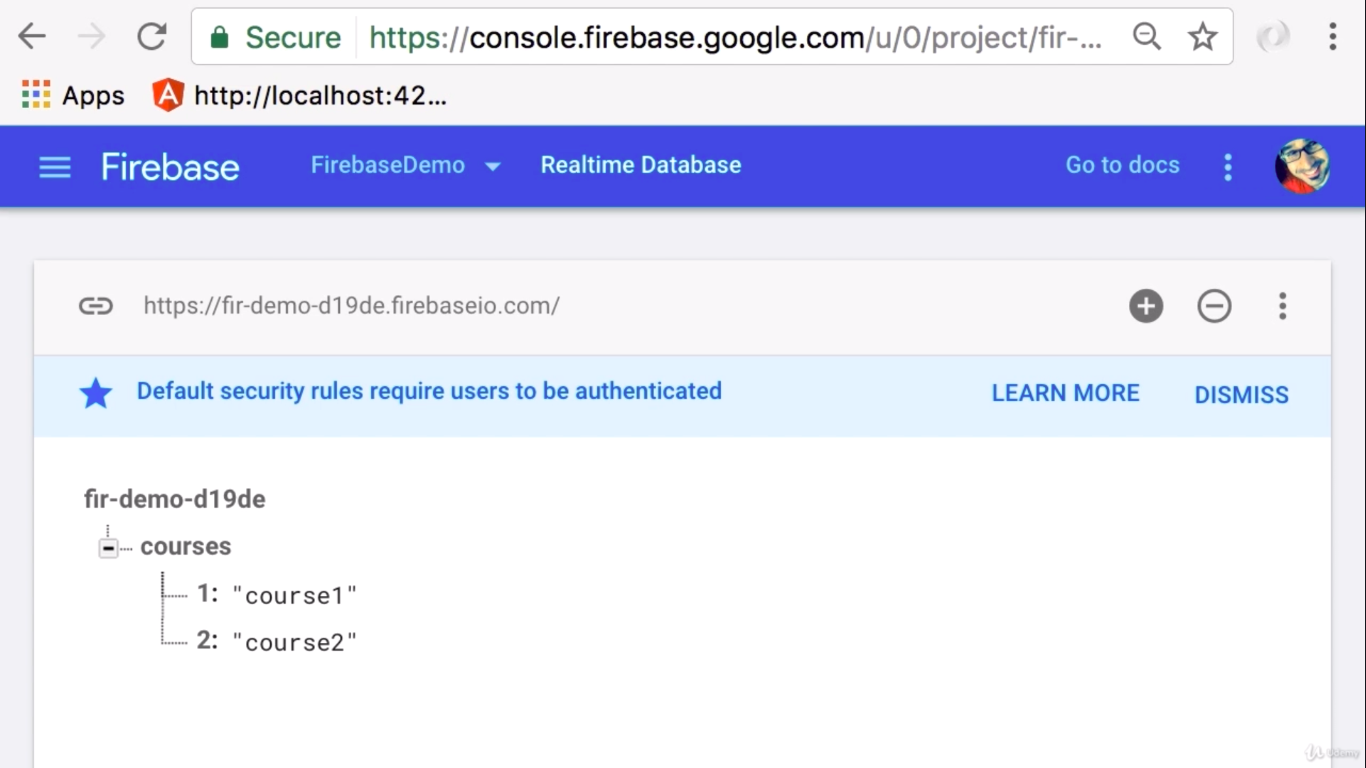 Secure https://console.firebase.google.com/u/0/project/fir-...
Apps http://localhost:42...
Firebase FirebaseDemo Realtime Database Go to docs
https://fir-demo-d19de.firebaseio.com/
Default security rules require users to be authenticated LEARN MORE DISMISS
fir-demo-d19de
courses
1: "course1"
2: "course2"
Udemy